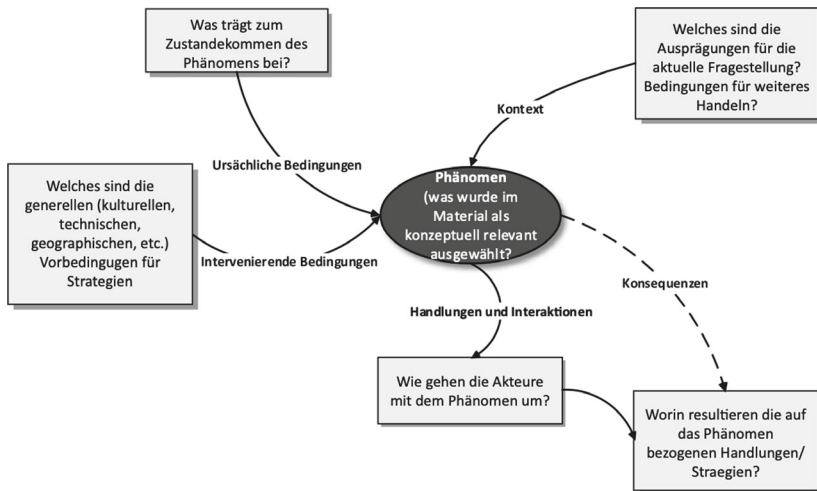 Was trägt zum
Zustandekommen des
Phänomens bei?
Welches sind die
Ausprägungen für die
aktuelle Fragestellung?
Bedingungen für weiteres
Handeln?
Kontext
Ursächliche Bedingungen
Welches sind die
generellen (kulturellen,
technischen,
geographischen, etc.)
Vorbedingugen für
Strategien
Intervenierende Bedingungen
Phänomen
(was wurde im
Material als
konzeptuell relevant
ausgewählt?
Konsequenzen
Handlungen und Interaktionen
Wie gehen die Akteure
mit dem Phänomen um?
Worin resultieren die auf
das Phänomen
bezogenen Handlungen/
Straegien?